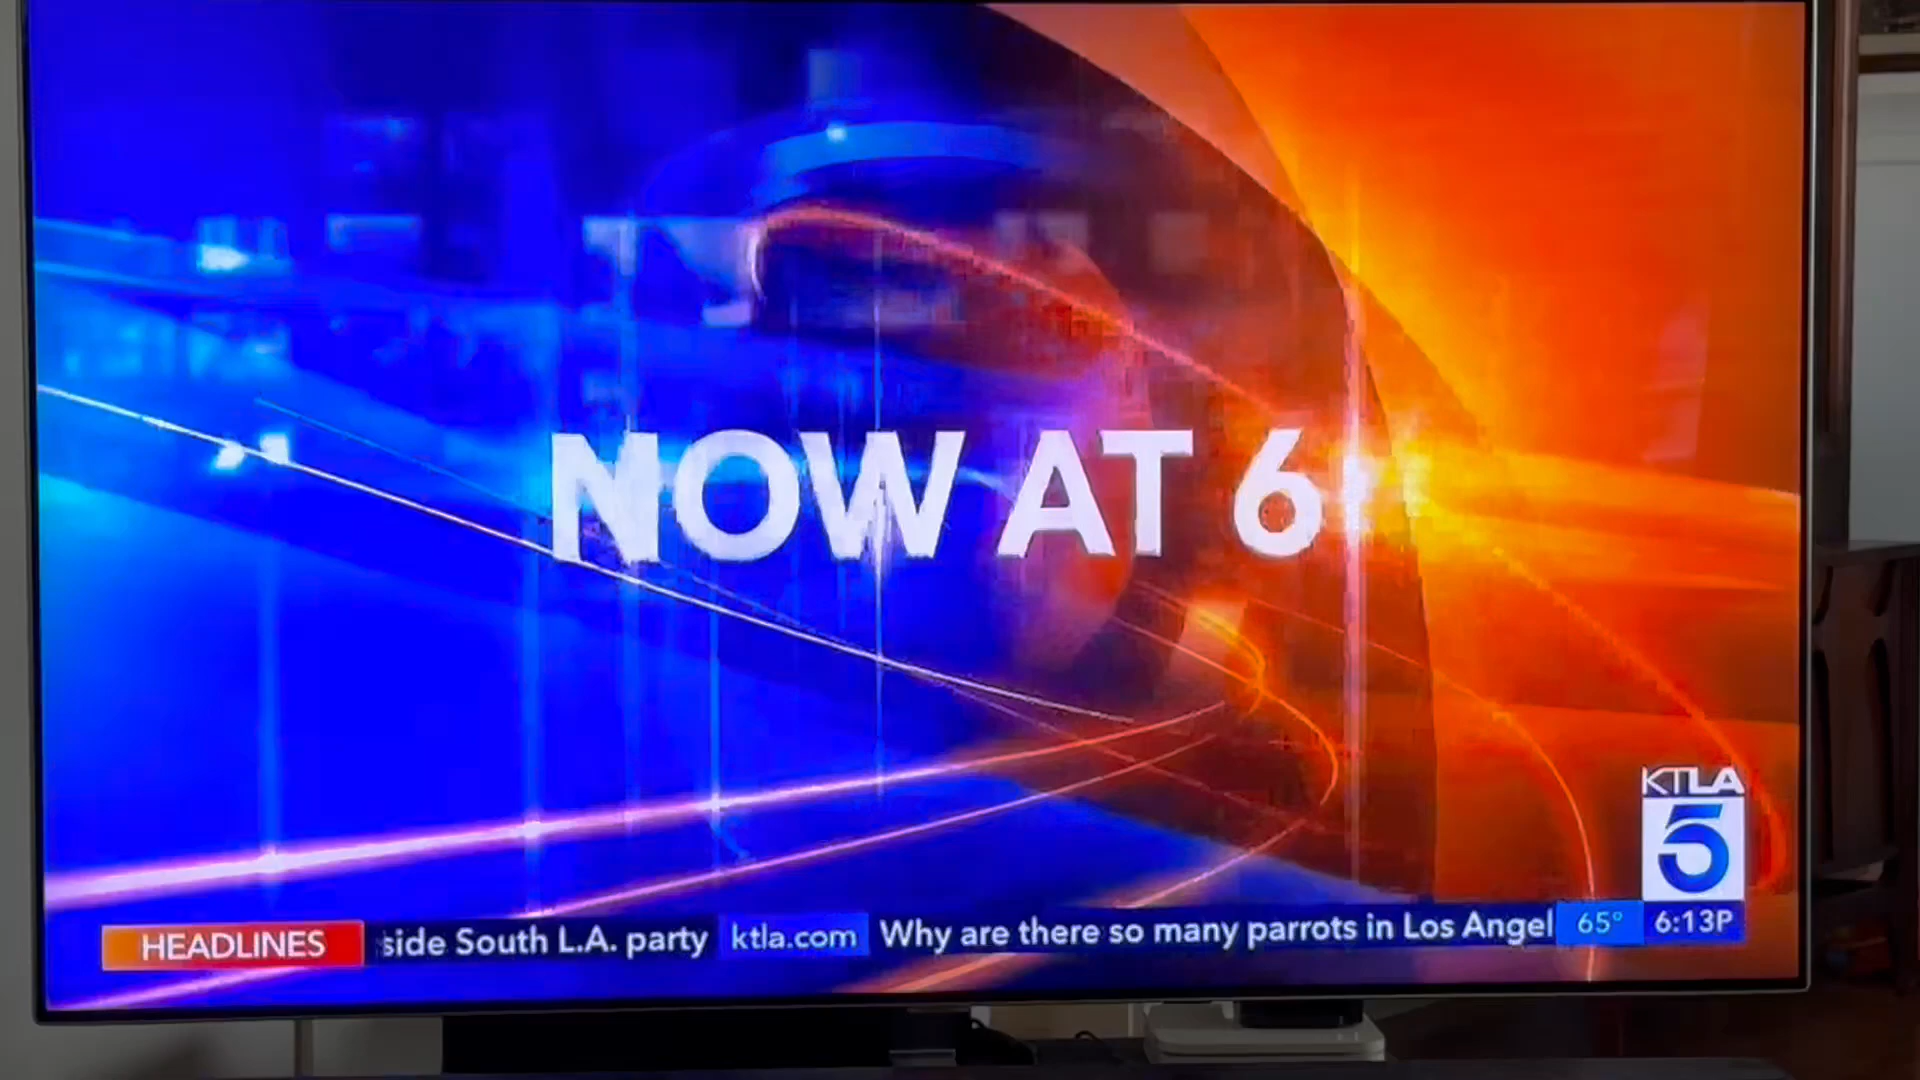 NOW AT 6
KTLA
5
HEADLINES side South L.A. party ktla.com Why are there so many parrots in Los Angel 65° 6:13P